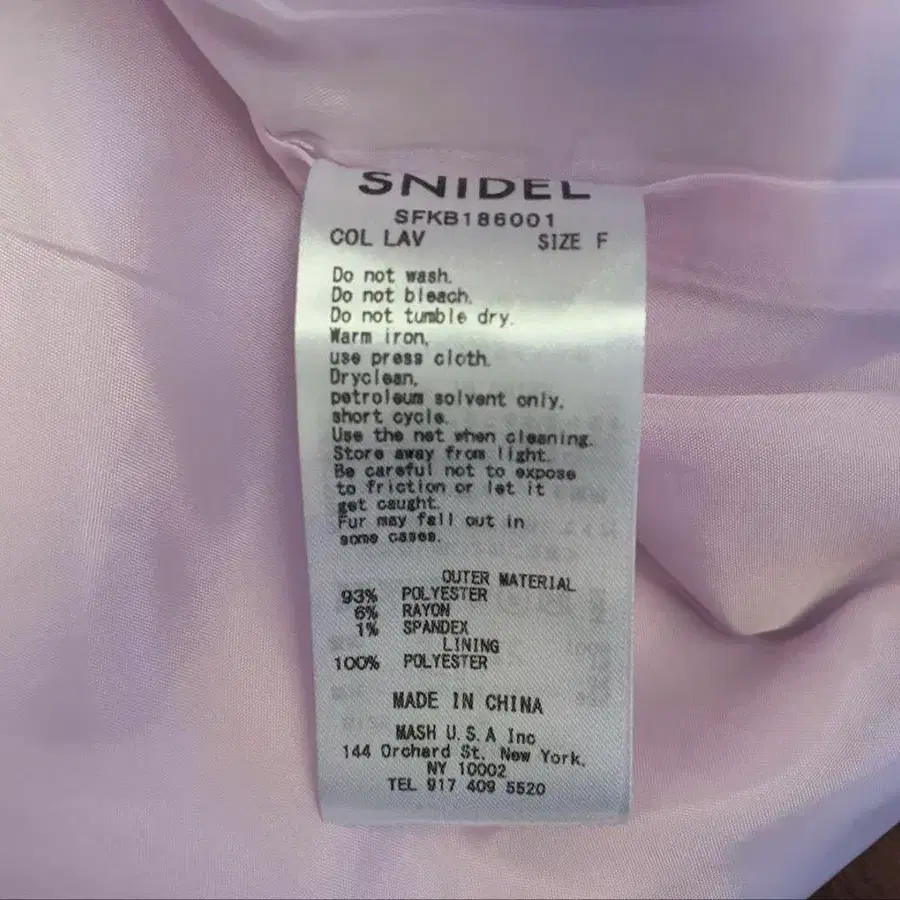 SNIDEL
SFKB186001
COL LAV SIZE F
Do not wash.
Do not bleach.
Do not tumble dry.
Warm iron,
use press cloth.
Dryclean,
petroleum solvent only,
short cycle.
Use the net when cleaning.
Store away from light.
Be careful not to expose
to friction or let it
get caught.
Fur may fall out in
some cases.
OUTER MATERIAL
93% POLYESTER
6% RAYON
1% SPANDEX
LINING
100% POLYESTER
MADE IN CHINA
MASH U.S.A Inc
144 Orchard St, New York,
NY 10002
TEL 917 409 5520